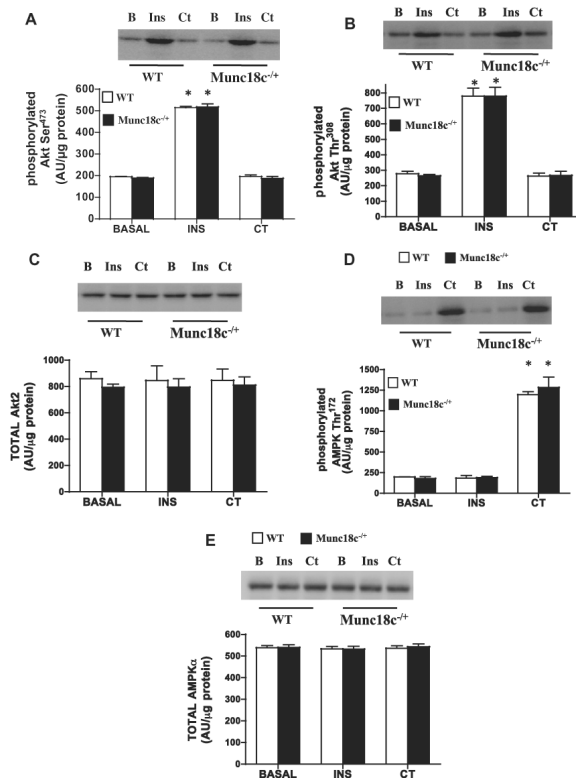 A
B Ins Ct B Ins Ct
WT Munc18c-/+
phosphorylated
Akt Ser473
(AU/µg protein)
600
500
400
300
200
100
0
* *
WT
Munc18c-/+
BASAL INS CT
B
B Ins Ct B Ins Ct
WT Munc18c-/+
phosphorylated
Akt Thr308
(AU/µg protein)
900
800
700
600
500
400
300
200
100
0
* *
WT
Munc18c-/+
BASAL INS CT
C
B Ins Ct B Ins Ct
WT Munc18c-/+
TOTAL Akt2
(AU/µg protein)
1000
800
600
400
200
0
BASAL INS CT
D
WT Munc18c-/+
B Ins Ct B Ins Ct
WT Munc18c-/+
phosphorylated
AMPK Thr172
(AU/µg protein)
1500
1250
1000
750
500
250
0
* *
WT
Munc18c-/+
BASAL INS CT
E
WT Munc18c-/+
B Ins Ct B Ins Ct
WT Munc18c-/+
TOTAL AMPKα
(AU/µg protein)
600
500
400
300
200
100
0
BASAL INS CT